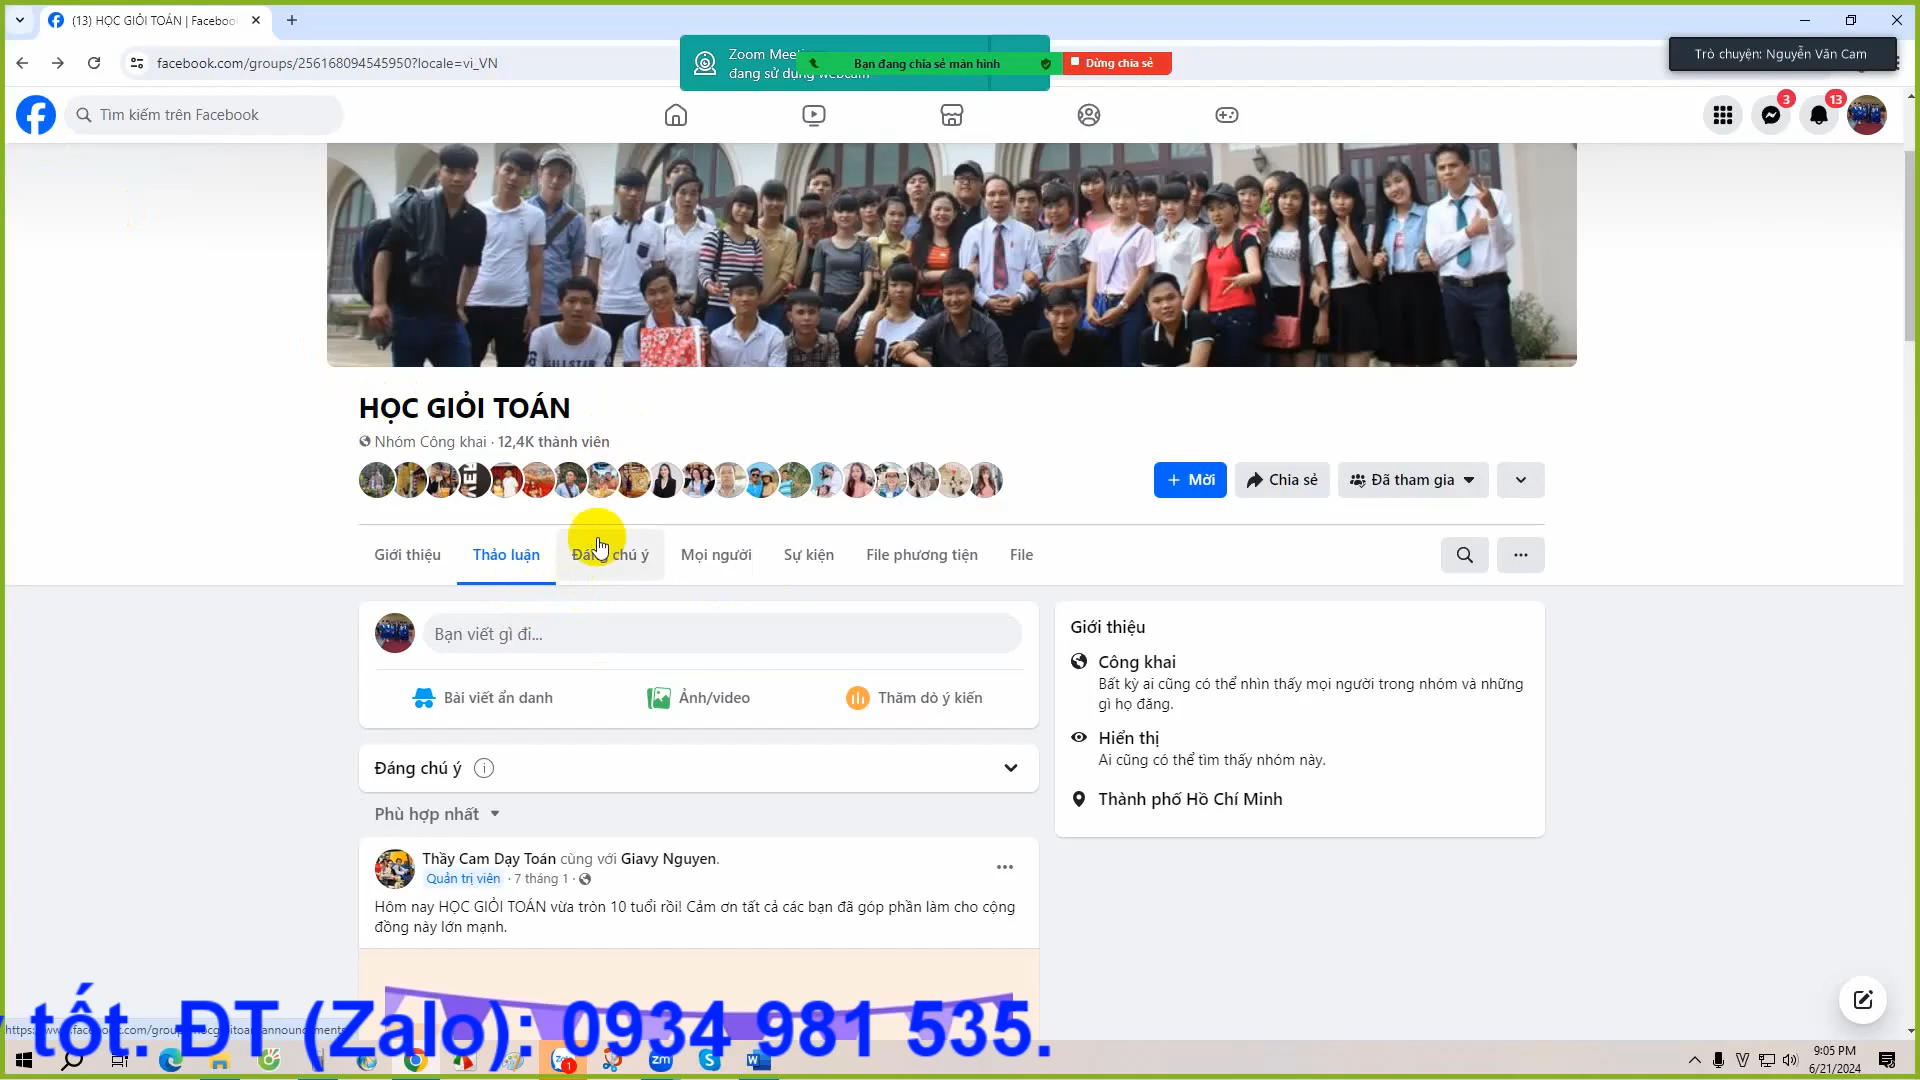 (13) HỌC GIỎI TOÁN | Facebook
facebook.com/groups/256168094545950?locale=vi_VN
Zoom Meet
đang sử dụng webcam
Bạn đang chia sẻ màn hình
Dừng chia sẻ
Trò chuyện: Nguyễn Văn Cam
Tìm kiếm trên Facebook
3
13
HỌC GIỎI TOÁN
Nhóm Công khai · 12,4K thành viên
+ Mời
Chia sẻ
Đã tham gia
Giới thiệu
Thảo luận
Đáng chú ý
Mọi người
Sự kiện
File phương tiện
File
Bạn viết gì đi...
Bài viết ẩn danh
Ảnh/video
Thăm dò ý kiến
Đáng chú ý
Phù hợp nhất
Thầy Cam Dạy Toán cùng với Giavy Nguyen.
Quản trị viên · 7 tháng 1 ·
Hôm nay HỌC GIỎI TOÁN vừa tròn 10 tuổi rồi! Cảm ơn tất cả các bạn đã góp phần làm cho cộng
đồng này lớn mạnh.
Giới thiệu
Công khai
Bất kỳ ai cũng có thể nhìn thấy mọi người trong nhóm và những
gì họ đăng.
Hiển thị
Ai cũng có thể tìm thấy nhóm này.
Thành phố Hồ Chí Minh
tốt. ĐT (Zalo): 0934 981 535.
9:05 PM
6/21/2024